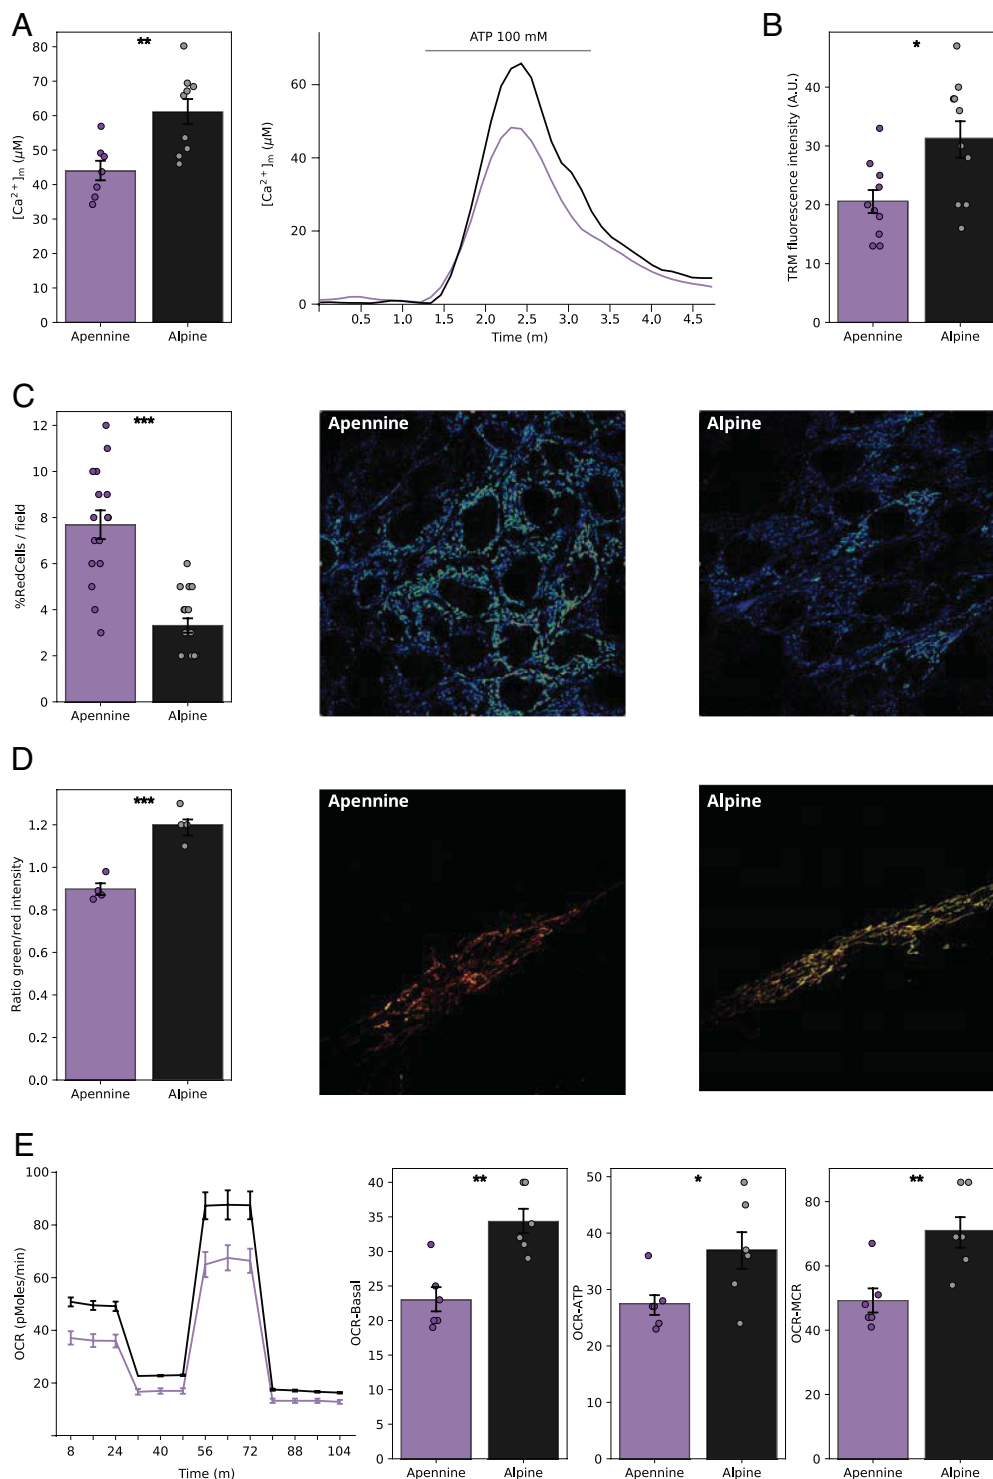 A
**
80
70
60
50
40
30
20
10
0
[Ca²⁺]ₘ (μM)
Apennine
Alpine
ATP 100 mM
60
40
20
0
[Ca²⁺]ₘ (μM)
0.5
1.0
1.5
2.0
2.5
3.0
3.5
4.0
4.5
Time (m)
B
*
40
30
20
10
0
TRM fluorescence intensity (A.U.)
Apennine
Alpine
C
***
12
10
8
6
4
2
0
%RedCells / field
Apennine
Alpine
Apennine
Alpine
D
***
1.2
1.0
0.8
0.6
0.4
0.2
0.0
Ratio green/red intensity
Apennine
Alpine
Apennine
Alpine
E
100
80
60
40
20
OCR (pMoles/min)
8
24
40
56
72
88
104
Time (m)
**
40
35
30
25
20
15
10
5
0
OCR-Basal
Apennine
Alpine
*
50
40
30
20
10
0
OCR-ATP
Apennine
Alpine
**
80
60
40
20
0
OCR-MCR
Apennine
Alpine